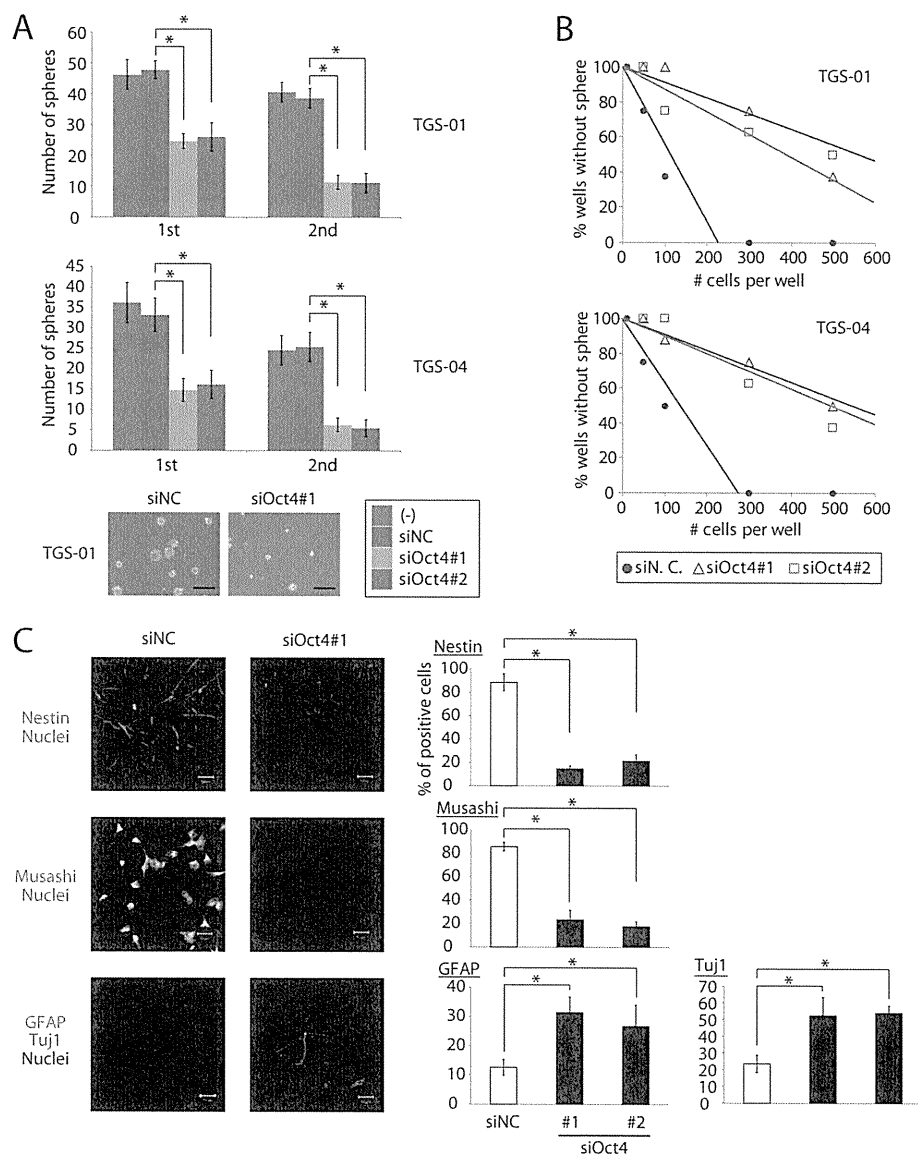 A
Number of spheres
60
50
40
30
20
10
0
* * * *
1st 2nd
TGS-01
Number of spheres
45
40
35
30
25
20
15
10
5
0
* * * *
1st 2nd
TGS-04
siNC siOct4#1
TGS-01
(-)
siNC
siOct4#1
siOct4#2
B
TGS-01
% wells without sphere
100
80
60
40
20
0
0 100 200 300 400 500 600
# cells per well
TGS-04
% wells without sphere
100
80
60
40
20
0
0 100 200 300 400 500 600
# cells per well
siN. C. siOct4#1 siOct4#2
C
siNC siOct4#1
Nestin
Nuclei
Musashi
Nuclei
GFAP
Tuj1
Nuclei
Nestin
% of positive cells
100
80
60
40
20
0
* *
Musashi
100
80
60
40
20
0
* *
GFAP
40
30
20
10
0
* *
siNC #1 #2
siOct4
Tuj1
70
60
50
40
30
20
10
0
* *